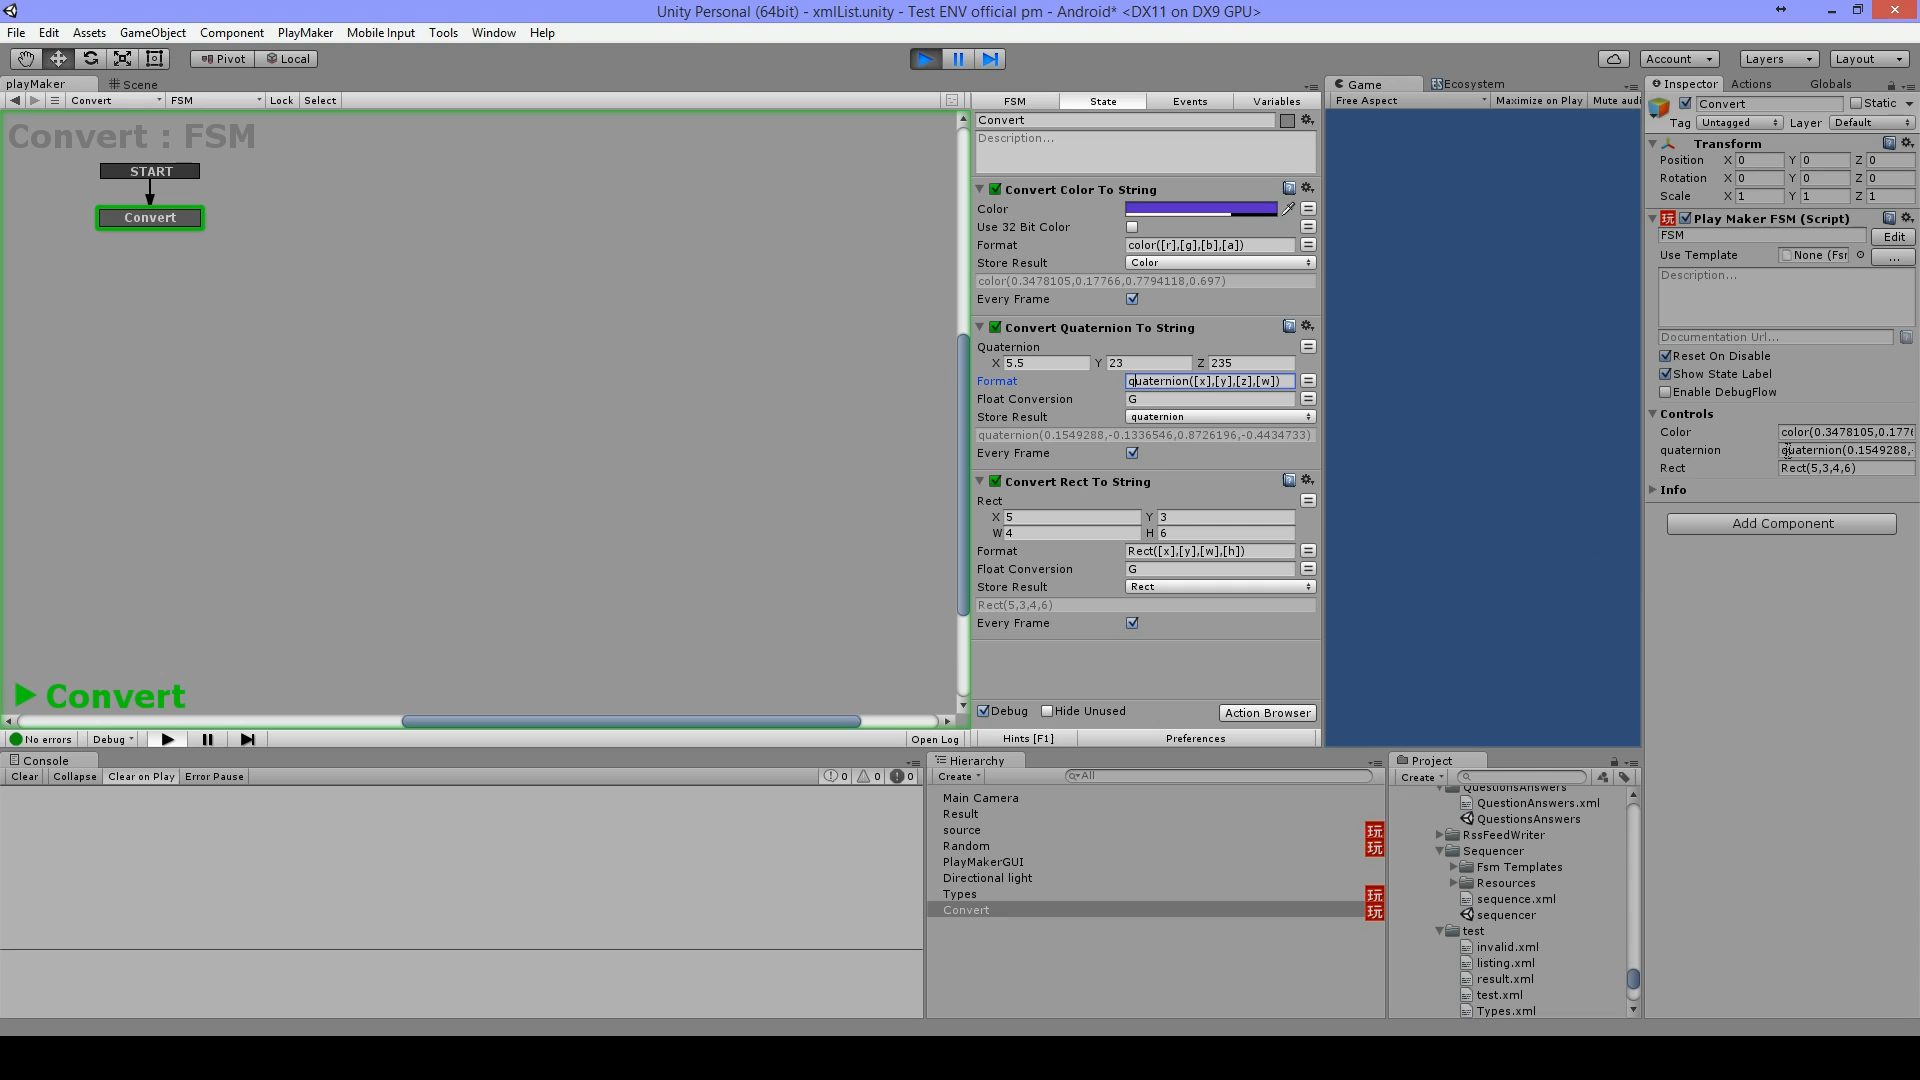 Unity Personal (64bit) - xmlList.unity - Test ENV official pm - Android* <DX11 on DX9 GPU>
File Edit Assets GameObject Component PlayMaker Mobile Input Tools Window Help
Pivot Local Account Layers Layout
playMaker Scene
Convert FSM Lock Select
Convert : FSM
START
Convert
Convert
No errors Debug Open Log
FSM State Events Variables
Convert
Description...
Convert Color To String
Color
Use 32 Bit Color
Format color([r],[g],[b],[a])
Store Result Color
color(0.3478105,0.17766,0.7794118,0.697)
Every Frame
Convert Quaternion To String
Quaternion
X 5.5 Y 23 Z 235
Format quaternion([x],[y],[z],[w])
Float Conversion G
Store Result quaternion
quaternion(0.1549288,-0.1336546,0.8726196,-0.4434733)
Every Frame
Convert Rect To String
Rect
X 5 Y 3
W 4 H 6
Format Rect([x],[y],[w],[h])
Float Conversion G
Store Result Rect
Rect(5,3,4,6)
Every Frame
Debug Hide Unused Action Browser
Hints [F1] Preferences
Game Ecosystem
Free Aspect Maximize on Play Mute audi
Inspector Actions Globals
Convert Static
Tag Untagged Layer Default
Transform
Position X 0 Y 0 Z 0
Rotation X 0 Y 0 Z 0
Scale X 1 Y 1 Z 1
玩 Play Maker FSM (Script)
FSM Edit
Use Template None (Fsm ...
Description...
Documentation Url...
Reset On Disable
Show State Label
Enable DebugFlow
Controls
Color color(0.3478105,0.1776
quaternion quaternion(0.1549288,-
Rect Rect(5,3,4,6)
Info
Add Component
Console
Clear Collapse Clear on Play Error Pause 0 0 0
Hierarchy
Create All
Main Camera
Result
source 玩
Random 玩
PlayMakerGUI
Directional light
Types 玩
Convert 玩
Project
Create
QuestionsAnswers
QuestionAnswers.xml
QuestionsAnswers
RssFeedWriter
Sequencer
Fsm Templates
Resources
sequence.xml
sequencer
test
invalid.xml
listing.xml
result.xml
test.xml
Types.xml